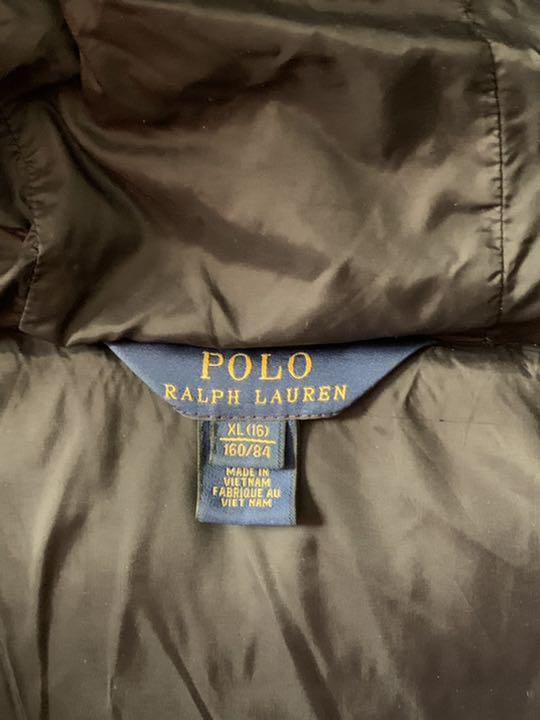 POLO
RALPH LAUREN
XL (16)
160/84
MADE IN
VIETNAM
FABRIQUE AU
VIET NAM